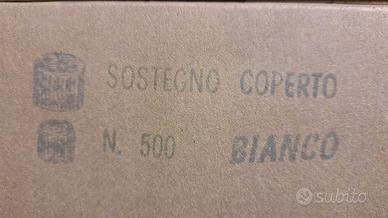 SOSTEGNO COPERTO
N. 500 BIANCO
subito